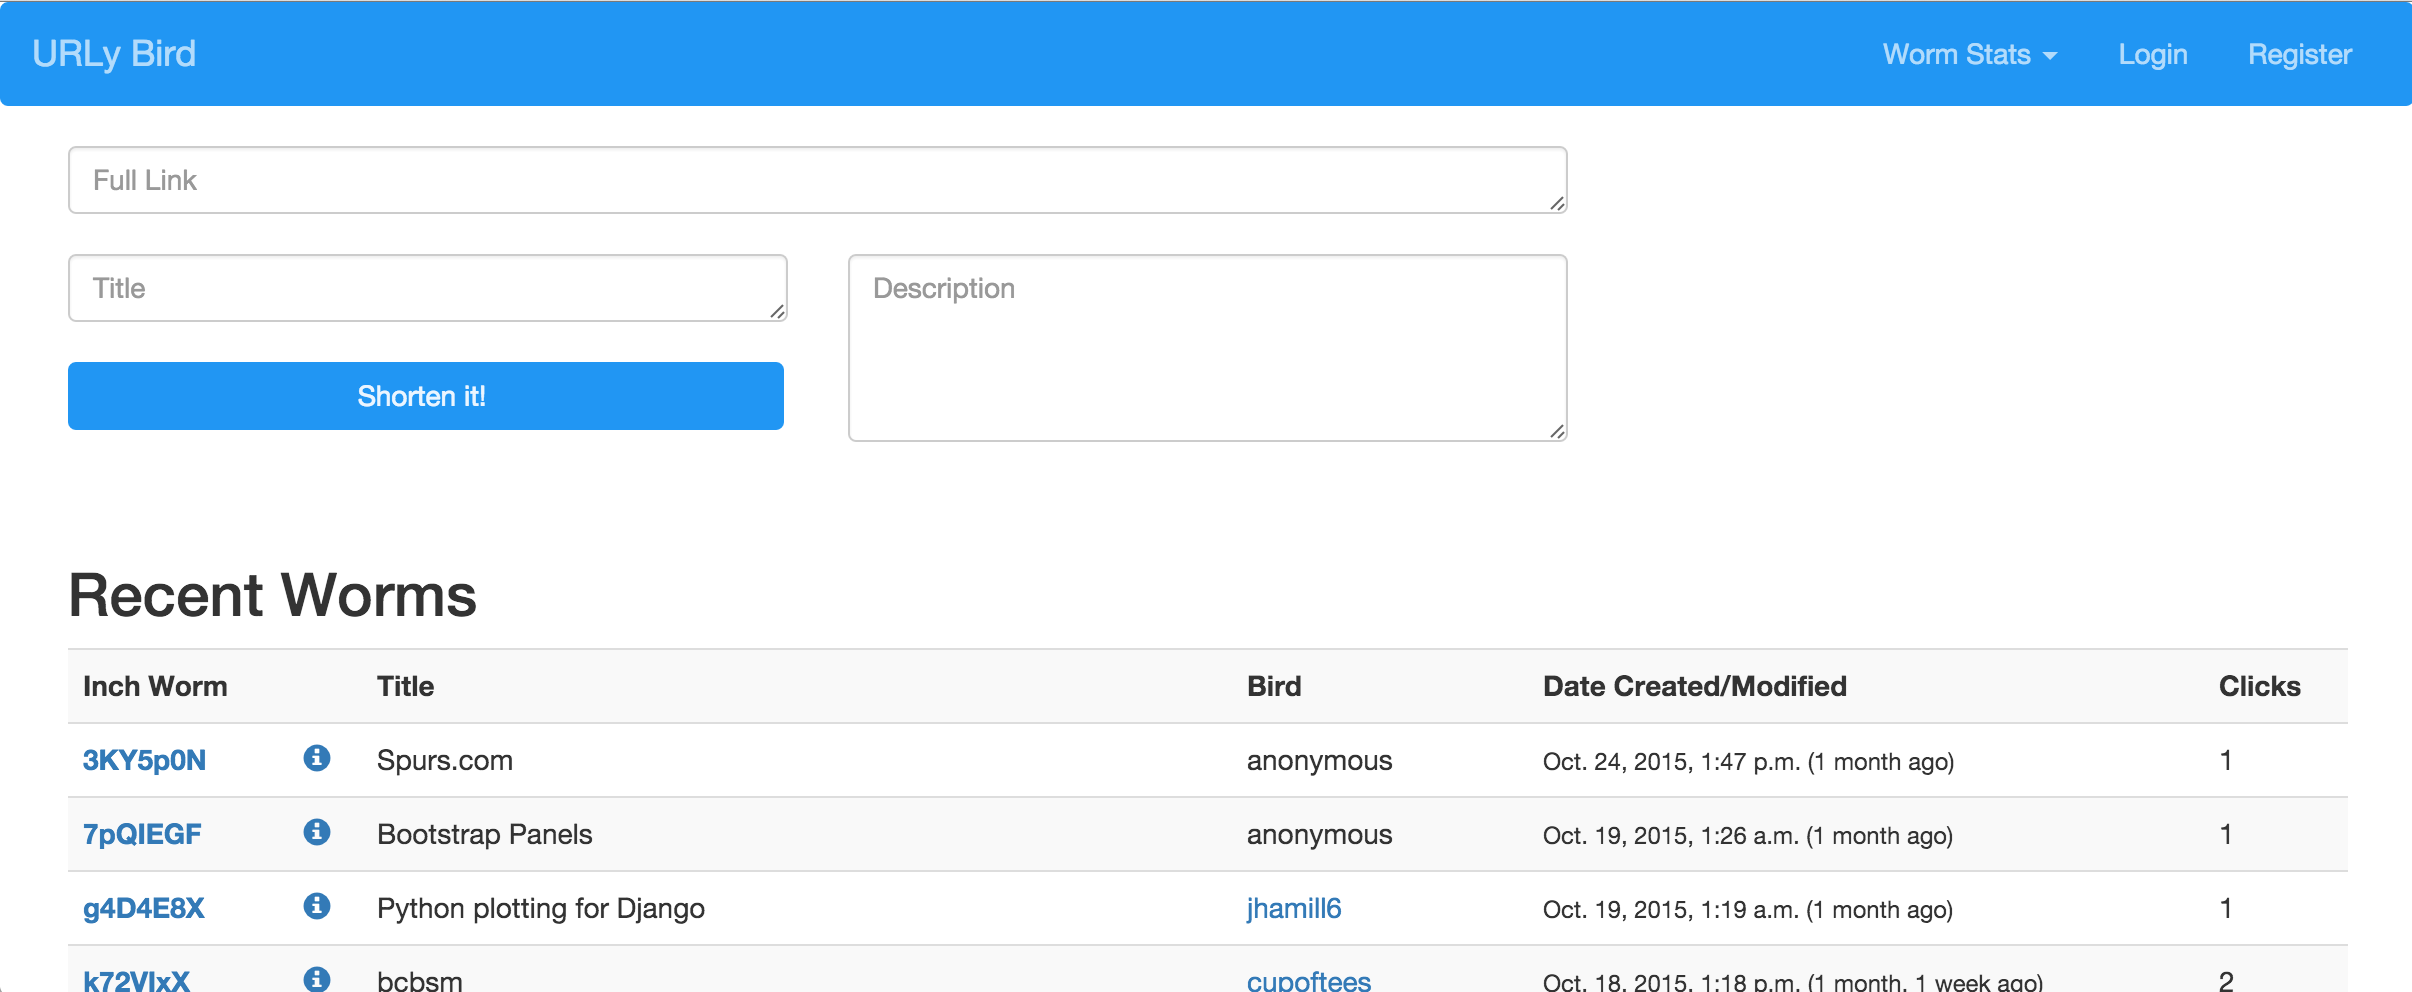 URLy Bird Worm Stats Login Register
Full Link
Title Description
Shorten it!
Recent Worms
Inch Worm Title Bird Date Created/Modified Clicks
3KY5p0N Spurs.com anonymous Oct. 24, 2015, 1:47 p.m. (1 month ago) 1
7pQIEGF Bootstrap Panels anonymous Oct. 19, 2015, 1:26 a.m. (1 month ago) 1
g4D4E8X Python plotting for Django jhamill6 Oct. 19, 2015, 1:19 a.m. (1 month ago) 1
k72VIxX bcbsm cupoftees Oct. 18, 2015, 1:18 p.m. (1 month, 1 week ago) 2